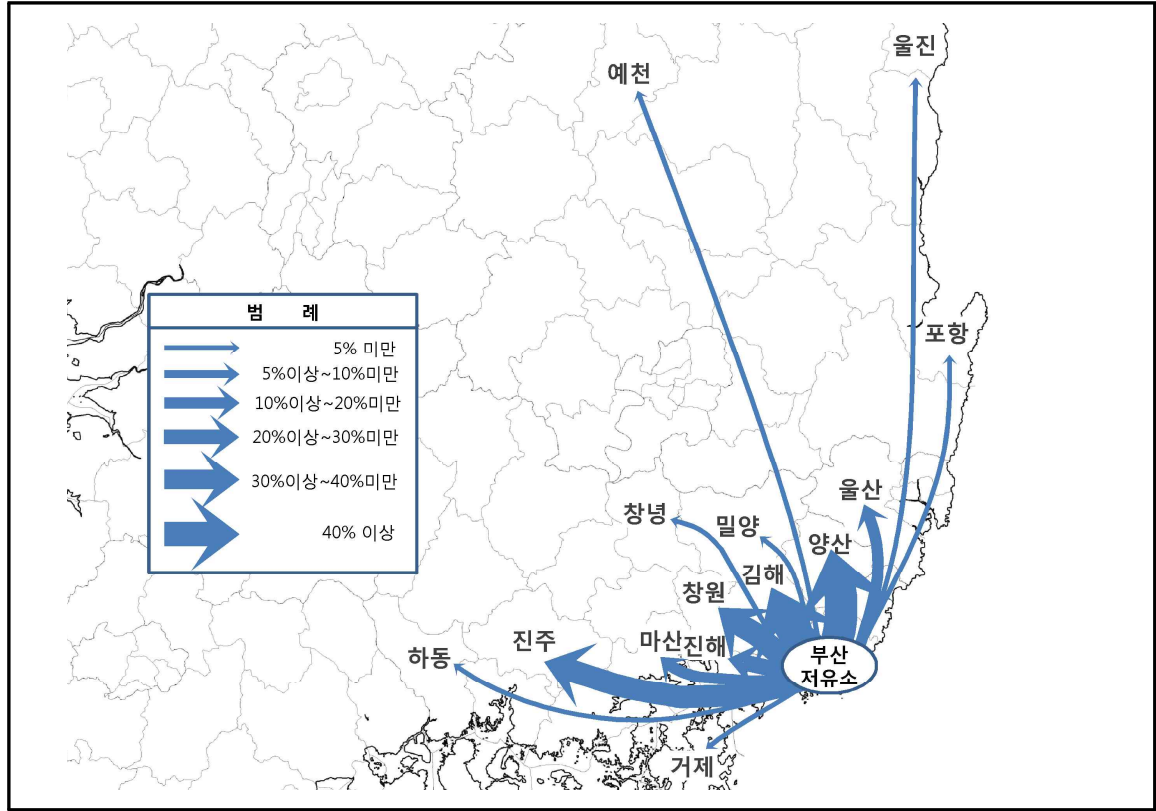 울진
예천
포항
범 례
5% 미만
5%이상~10%미만
10%이상~20%미만
20%이상~30%미만
30%이상~40%미만
40% 이상
울산
창녕
밀양
양산
김해
창원
진주
마산
진해
하동
부산
저유소
거제